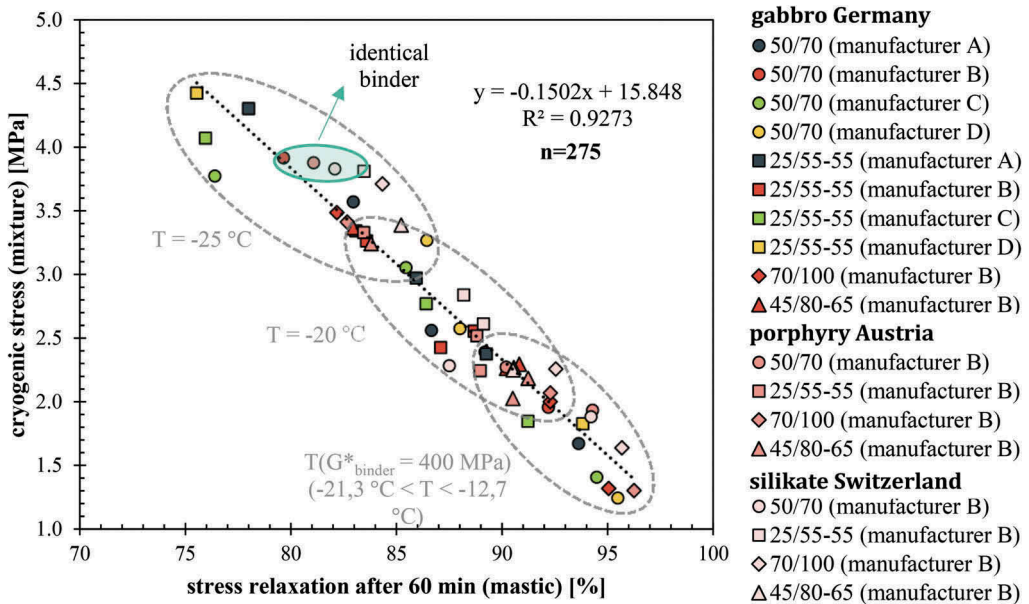 5.0
4.5
4.0
3.5
3.0
2.5
2.0
1.5
1.0
cryogenic stress (mixture) [MPa]
identical
binder
y = -0.1502x + 15.848
R² = 0.9273
n=275
T = -25 °C
T = -20 °C
T(G*binder = 400 MPa)
(-21,3 °C < T < -12,7
°C)
70
75
80
85
90
95
100
stress relaxation after 60 min (mastic) [%]
gabbro Germany
50/70 (manufacturer A)
50/70 (manufacturer B)
50/70 (manufacturer C)
50/70 (manufacturer D)
25/55-55 (manufacturer A)
25/55-55 (manufacturer B)
25/55-55 (manufacturer C)
25/55-55 (manufacturer D)
70/100 (manufacturer B)
45/80-65 (manufacturer B)
porphyry Austria
50/70 (manufacturer B)
25/55-55 (manufacturer B)
70/100 (manufacturer B)
45/80-65 (manufacturer B)
silikate Switzerland
50/70 (manufacturer B)
25/55-55 (manufacturer B)
70/100 (manufacturer B)
45/80-65 (manufacturer B)